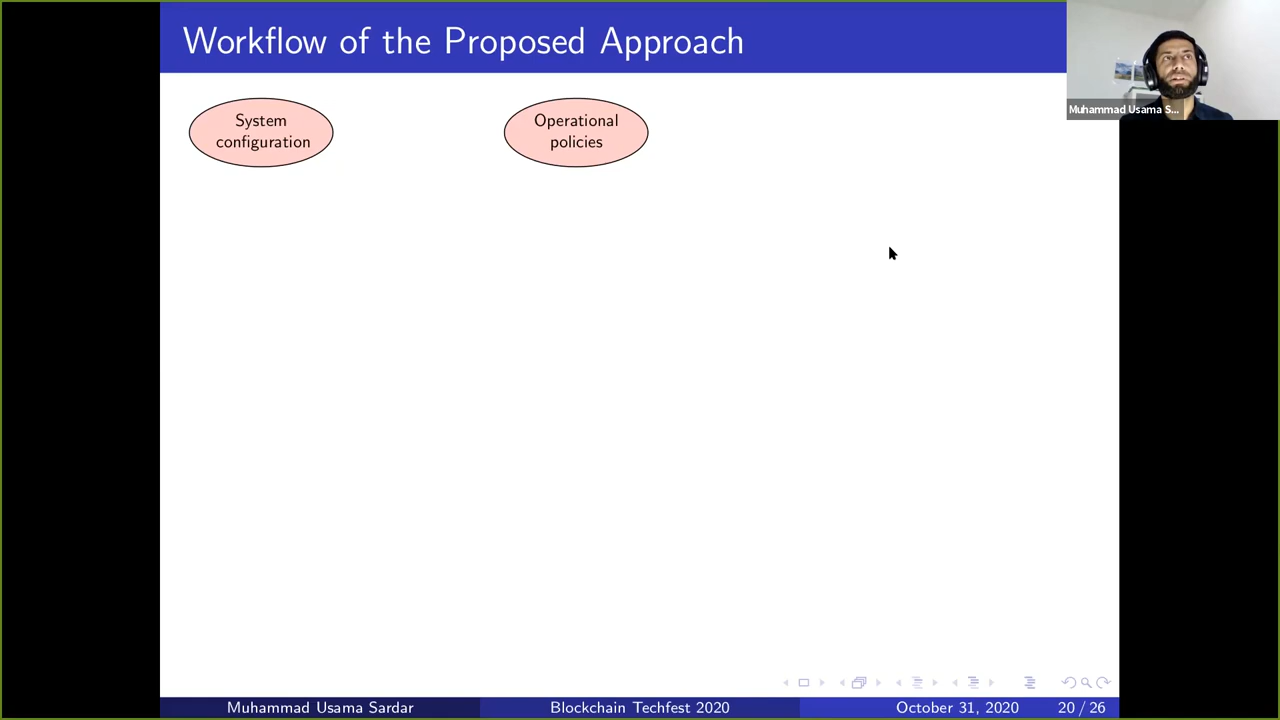 Workflow of the Proposed Approach
System
configuration
Operational
policies
Muhammad Usama S...
Muhammad Usama Sardar
Blockchain Techfest 2020
October 31, 2020
20 / 26